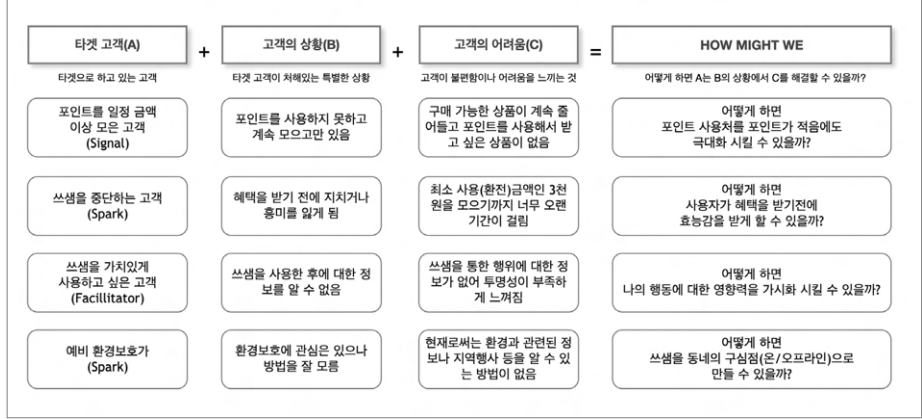 타겟 고객(A)
+
고객의 상황(B)
+
고객의 어려움(C)
=
HOW MIGHT WE
타겟으로 하고 있는 고객
타겟 고객이 처해있는 특별한 상황
고객이 불편함이나 어려움을 느끼는 것
어떻게 하면 A는 B의 상황에서 C를 해결할 수 있을까?
포인트를 일정 금액
이상 모은 고객
(Signal)
포인트를 사용하지 못하고
계속 모으고만 있음
구매 가능한 상품이 계속 줄
어들고 포인트를 사용해서 받
고 싶은 상품이 없음
어떻게 하면
포인트 사용처를 포인트가 적음에도
극대화 시킬 수 있을까?
쓰샘을 중단하는 고객
(Spark)
혜택을 받기 전에 지치거나
흥미를 잃게 됨
최소 사용(환전)금액인 3천
원을 모으기까지 너무 오랜
기간이 걸림
어떻게 하면
사용자가 혜택을 받기전에
효능감을 받게 할 수 있을까?
쓰샘을 가치있게
사용하고 싶은 고객
(Facillitator)
쓰샘을 사용한 후에 대한 정
보를 알 수 없음
쓰샘을 통한 행위에 대한 정
보가 없어 투명성이 부족하
게 느껴짐
어떻게 하면
나의 행동에 대한 영향력을 가시화 시킬 수 있을까?
예비 환경보호가
(Spark)
환경보호에 관심은 있으나
방법을 잘 모름
현재로써는 환경과 관련된 정
보나 지역행사 등을 알 수 있
는 방법이 없음
어떻게 하면
쓰샘을 동네의 구심점(온/오프라인)으로
만들 수 있을까?